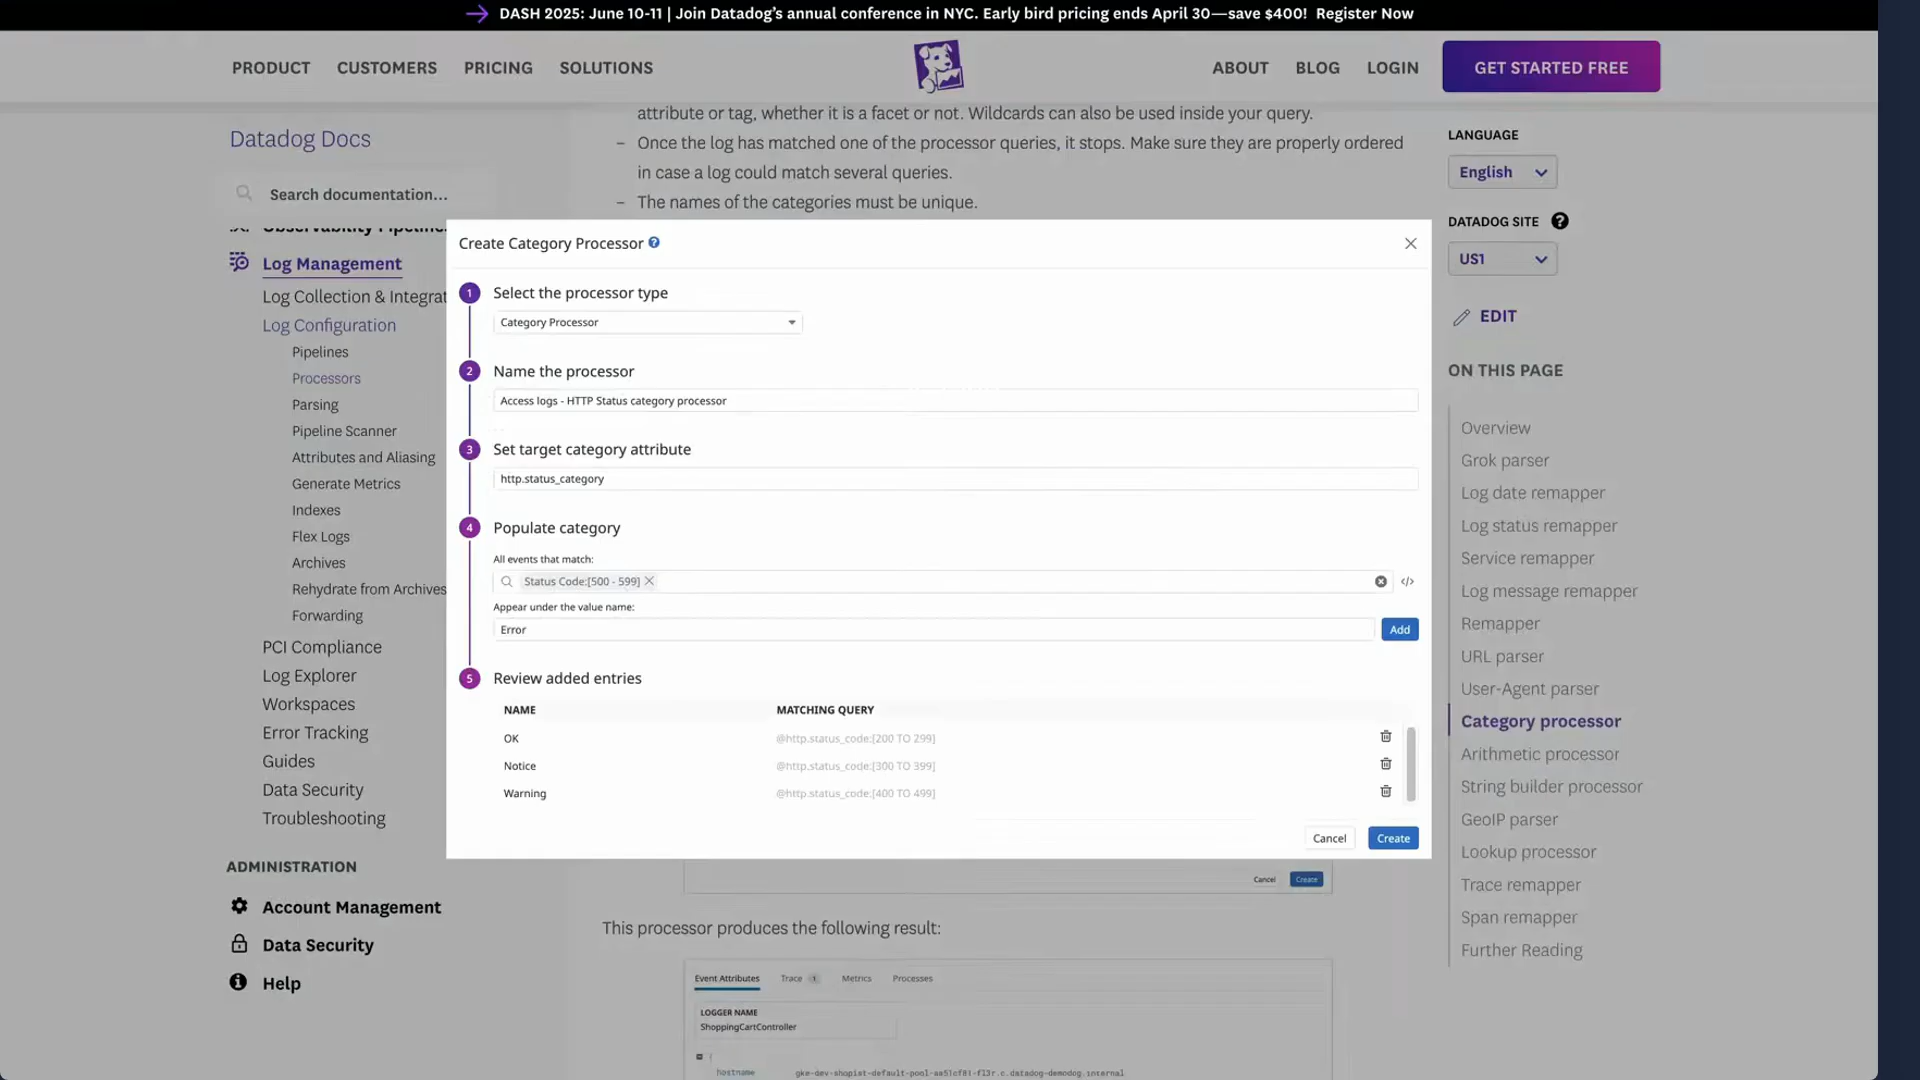 DASH 2025: June 10-11 | Join Datadog’s annual conference in NYC. Early bird pricing ends April 30—save $400! Register Now
PRODUCT CUSTOMERS PRICING SOLUTIONS
ABOUT BLOG LOGIN GET STARTED FREE
Datadog Docs
Search documentation...
Observability Pipeline
Log Management
Log Collection & Integrat
Log Configuration
Pipelines
Processors
Parsing
Pipeline Scanner
Attributes and Aliasing
Generate Metrics
Indexes
Flex Logs
Archives
Rehydrate from Archives
Forwarding
PCI Compliance
Log Explorer
Workspaces
Error Tracking
Guides
Data Security
Troubleshooting
ADMINISTRATION
Account Management
Data Security
Help
attribute or tag, whether it is a facet or not. Wildcards can also be used inside your query.
– Once the log has matched one of the processor queries, it stops. Make sure they are properly ordered
in case a log could match several queries.
– The names of the categories must be unique.
Create Category Processor ?
1 Select the processor type
Category Processor
2 Name the processor
Access logs - HTTP Status category processor
3 Set target category attribute
http.status_category
4 Populate category
All events that match:
Status Code:[500 - 599]
</>
Appear under the value name:
Error
Add
5 Review added entries
NAME MATCHING QUERY
OK @http.status_code:[200 TO 299]
Notice @http.status_code:[300 TO 399]
Warning @http.status_code:[400 TO 499]
Cancel Create
Cancel Create
This processor produces the following result:
Event Attributes Trace Metrics Processes
LOGGER NAME
ShoppingCartController
{
hostname gke-dev-shopist-default-pool-aa51cf81-fl3r.c.datadog-demodog.internal
LANGUAGE
English
DATADOG SITE ?
US1
EDIT
ON THIS PAGE
Overview
Grok parser
Log date remapper
Log status remapper
Service remapper
Log message remapper
Remapper
URL parser
User-Agent parser
Category processor
Arithmetic processor
String builder processor
GeoIP parser
Lookup processor
Trace remapper
Span remapper
Further Reading